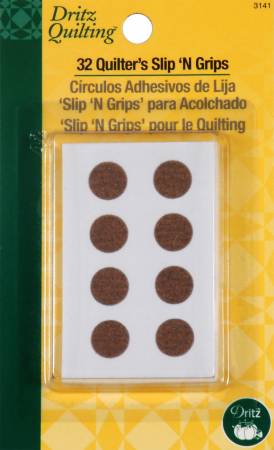 3141
Dritz
Quilting
32 Quilter's Slip 'N Grips
Círculos Adhesivos de Lija
'Slip 'N Grips' para Acolchado
'Slip 'N Grips' pour le Quilting
Dritz